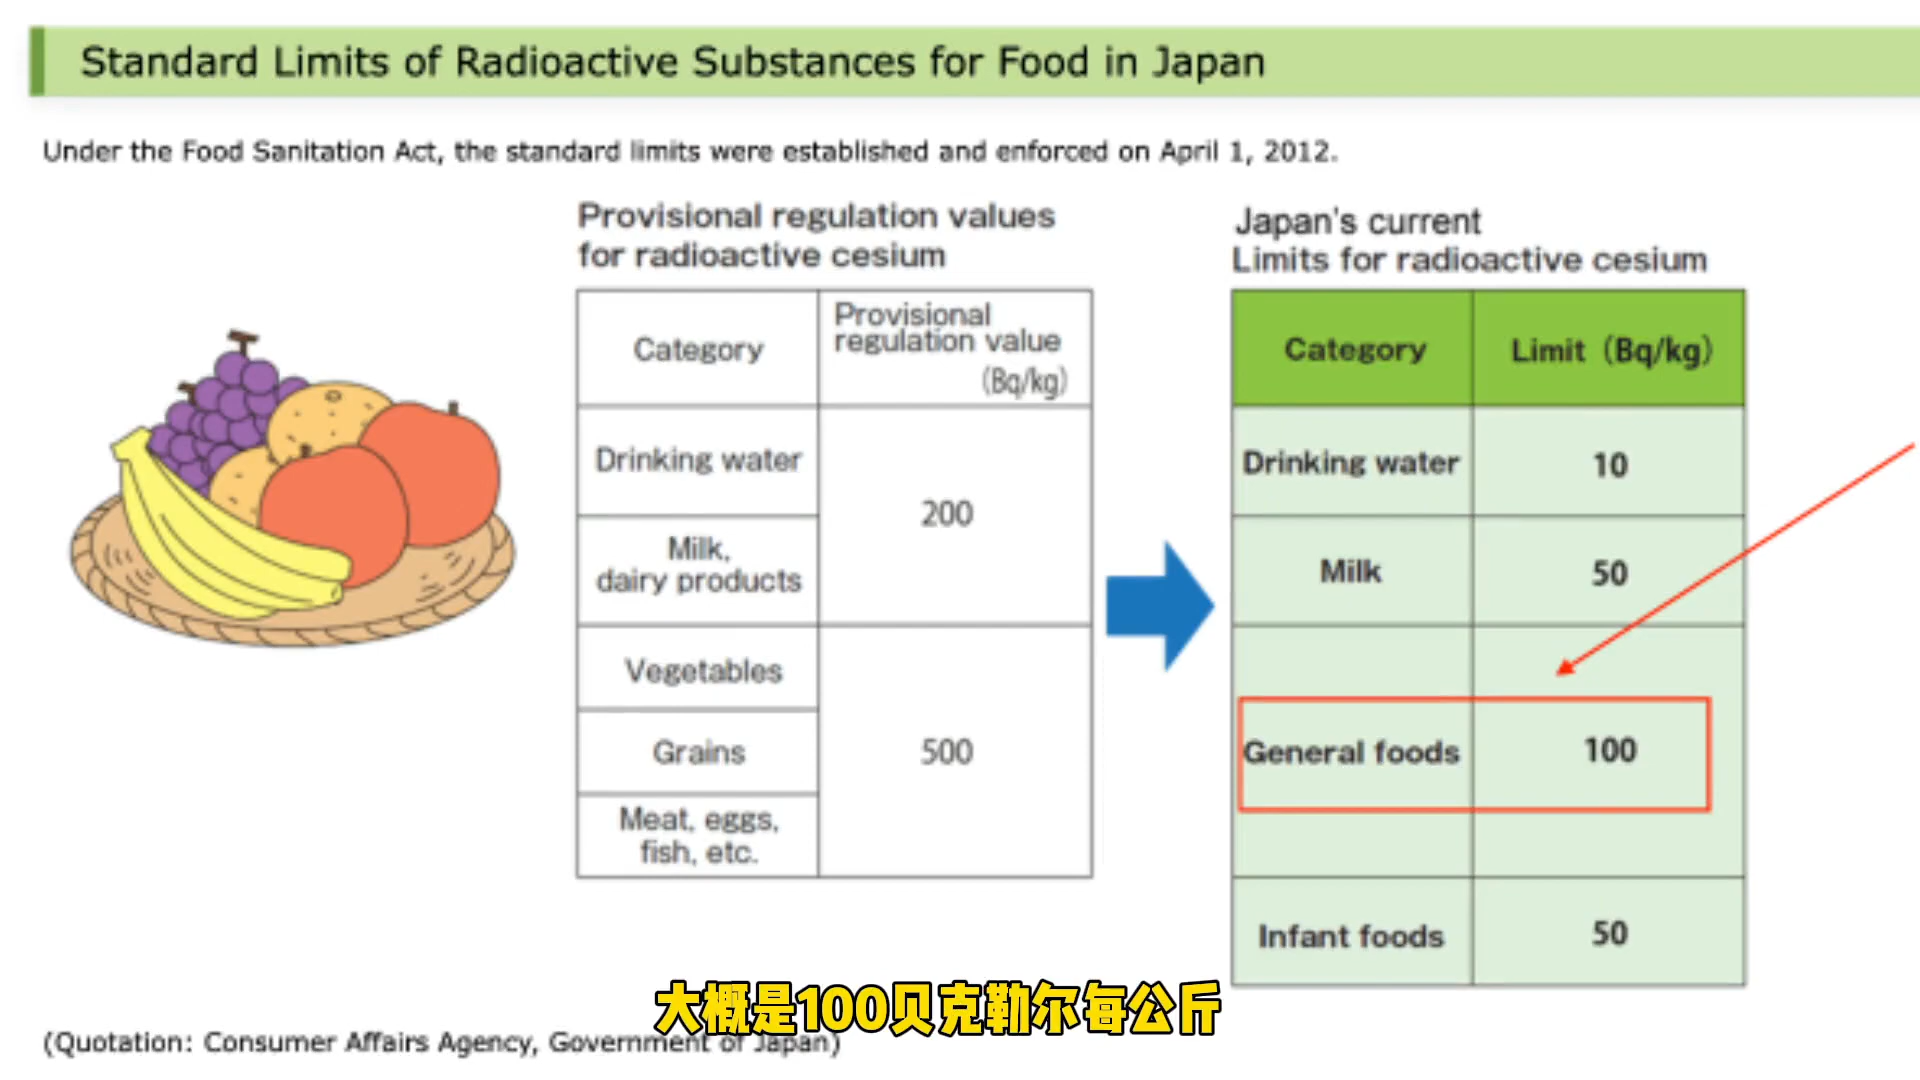 Standard Limits of Radioactive Substances for Food in Japan
Under the Food Sanitation Act, the standard limits were established and enforced on April 1, 2012.
Provisional regulation values
for radioactive cesium
Category
Provisional
regulation value
(Bq/kg)
Drinking water
200
Milk,
dairy products
Vegetables
Grains
500
Meat, eggs,
fish, etc.
Japan's current
Limits for radioactive cesium
Category
Limit (Bq/kg)
Drinking water
10
Milk
50
General foods
100
Infant foods
50
大概是100贝克勒尔每公斤
(Quotation: Consumer Affairs Agency, Government of Japan)